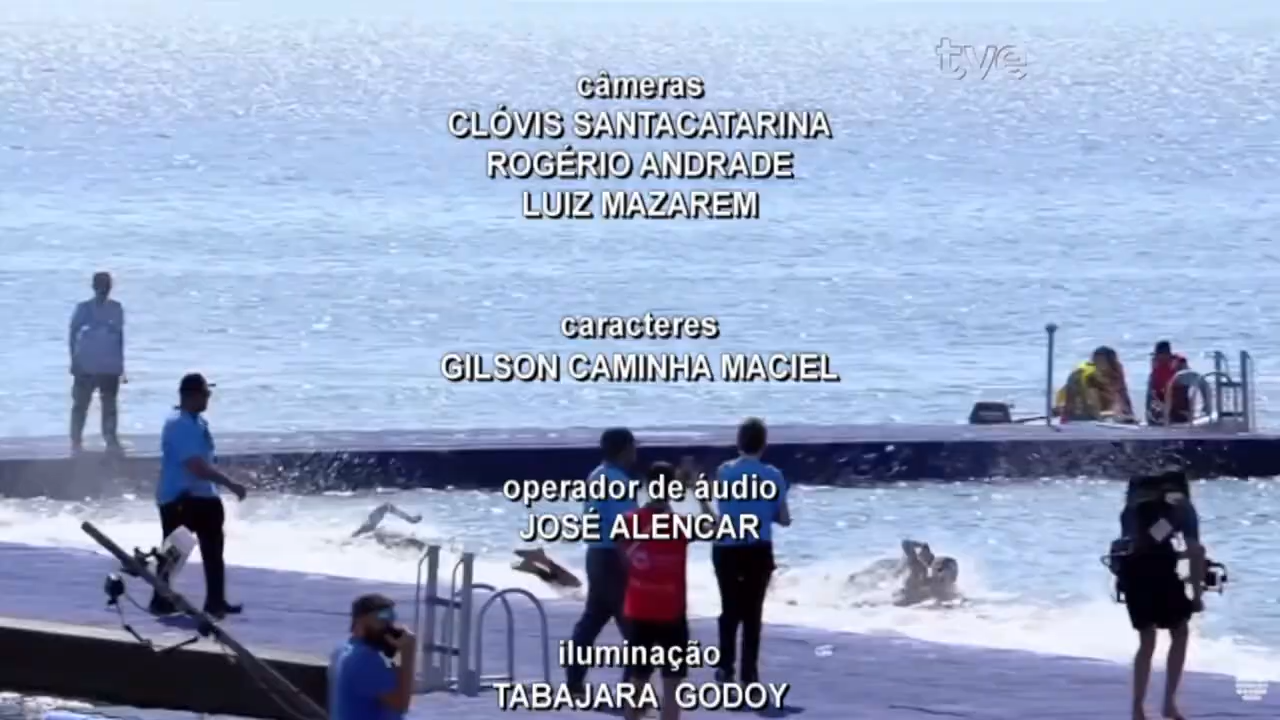 tve
câmeras
CLÓVIS SANTACATARINA
ROGÉRIO ANDRADE
LUIZ MAZAREM
caracteres
GILSON CAMINHA MACIEL
operador de áudio
JOSÉ ALENCAR
iluminação
TABAJARA GODOY